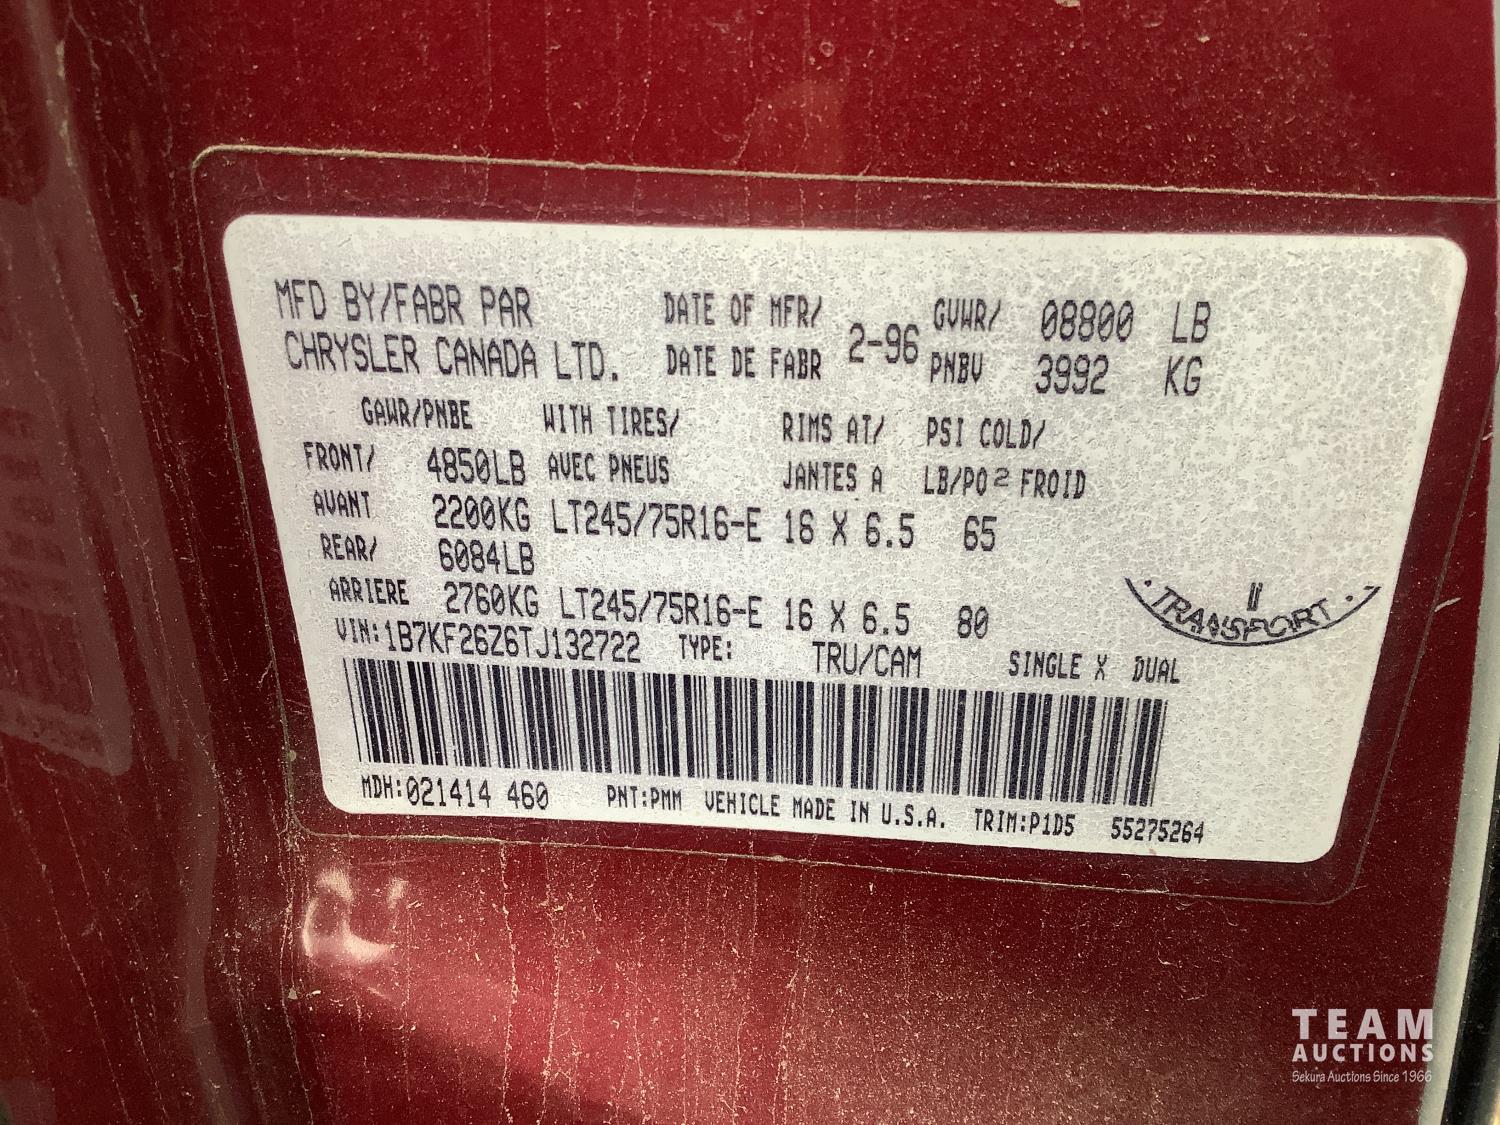 MFD BY/FABR PAR DATE OF MFR/ 2-96 GVWR/ 08800 LB
CHRYSLER CANADA LTD. DATE DE FABR PNBV 3992 KG
GAWR/PNBE WITH TIRES/ RIMS AT/ PSI COLD/
FRONT/ 4850LB AVEC PNEUS JANTES A LB/PO² FROID
AVANT 2200KG LT245/75R16-E 16 X 6.5 65
REAR/ 6084LB
ARRIERE 2760KG LT245/75R16-E 16 X 6.5 80
TRANSPORT
VIN:1B7KF26Z6TJ132722 TYPE: TRU/CAM SINGLE X DUAL
MDH:021414 460 PNT:PMM VEHICLE MADE IN U.S.A. TRIM:P1D5 55275264
TEAM
AUCTIONS
Sekura Auctions Since 1966